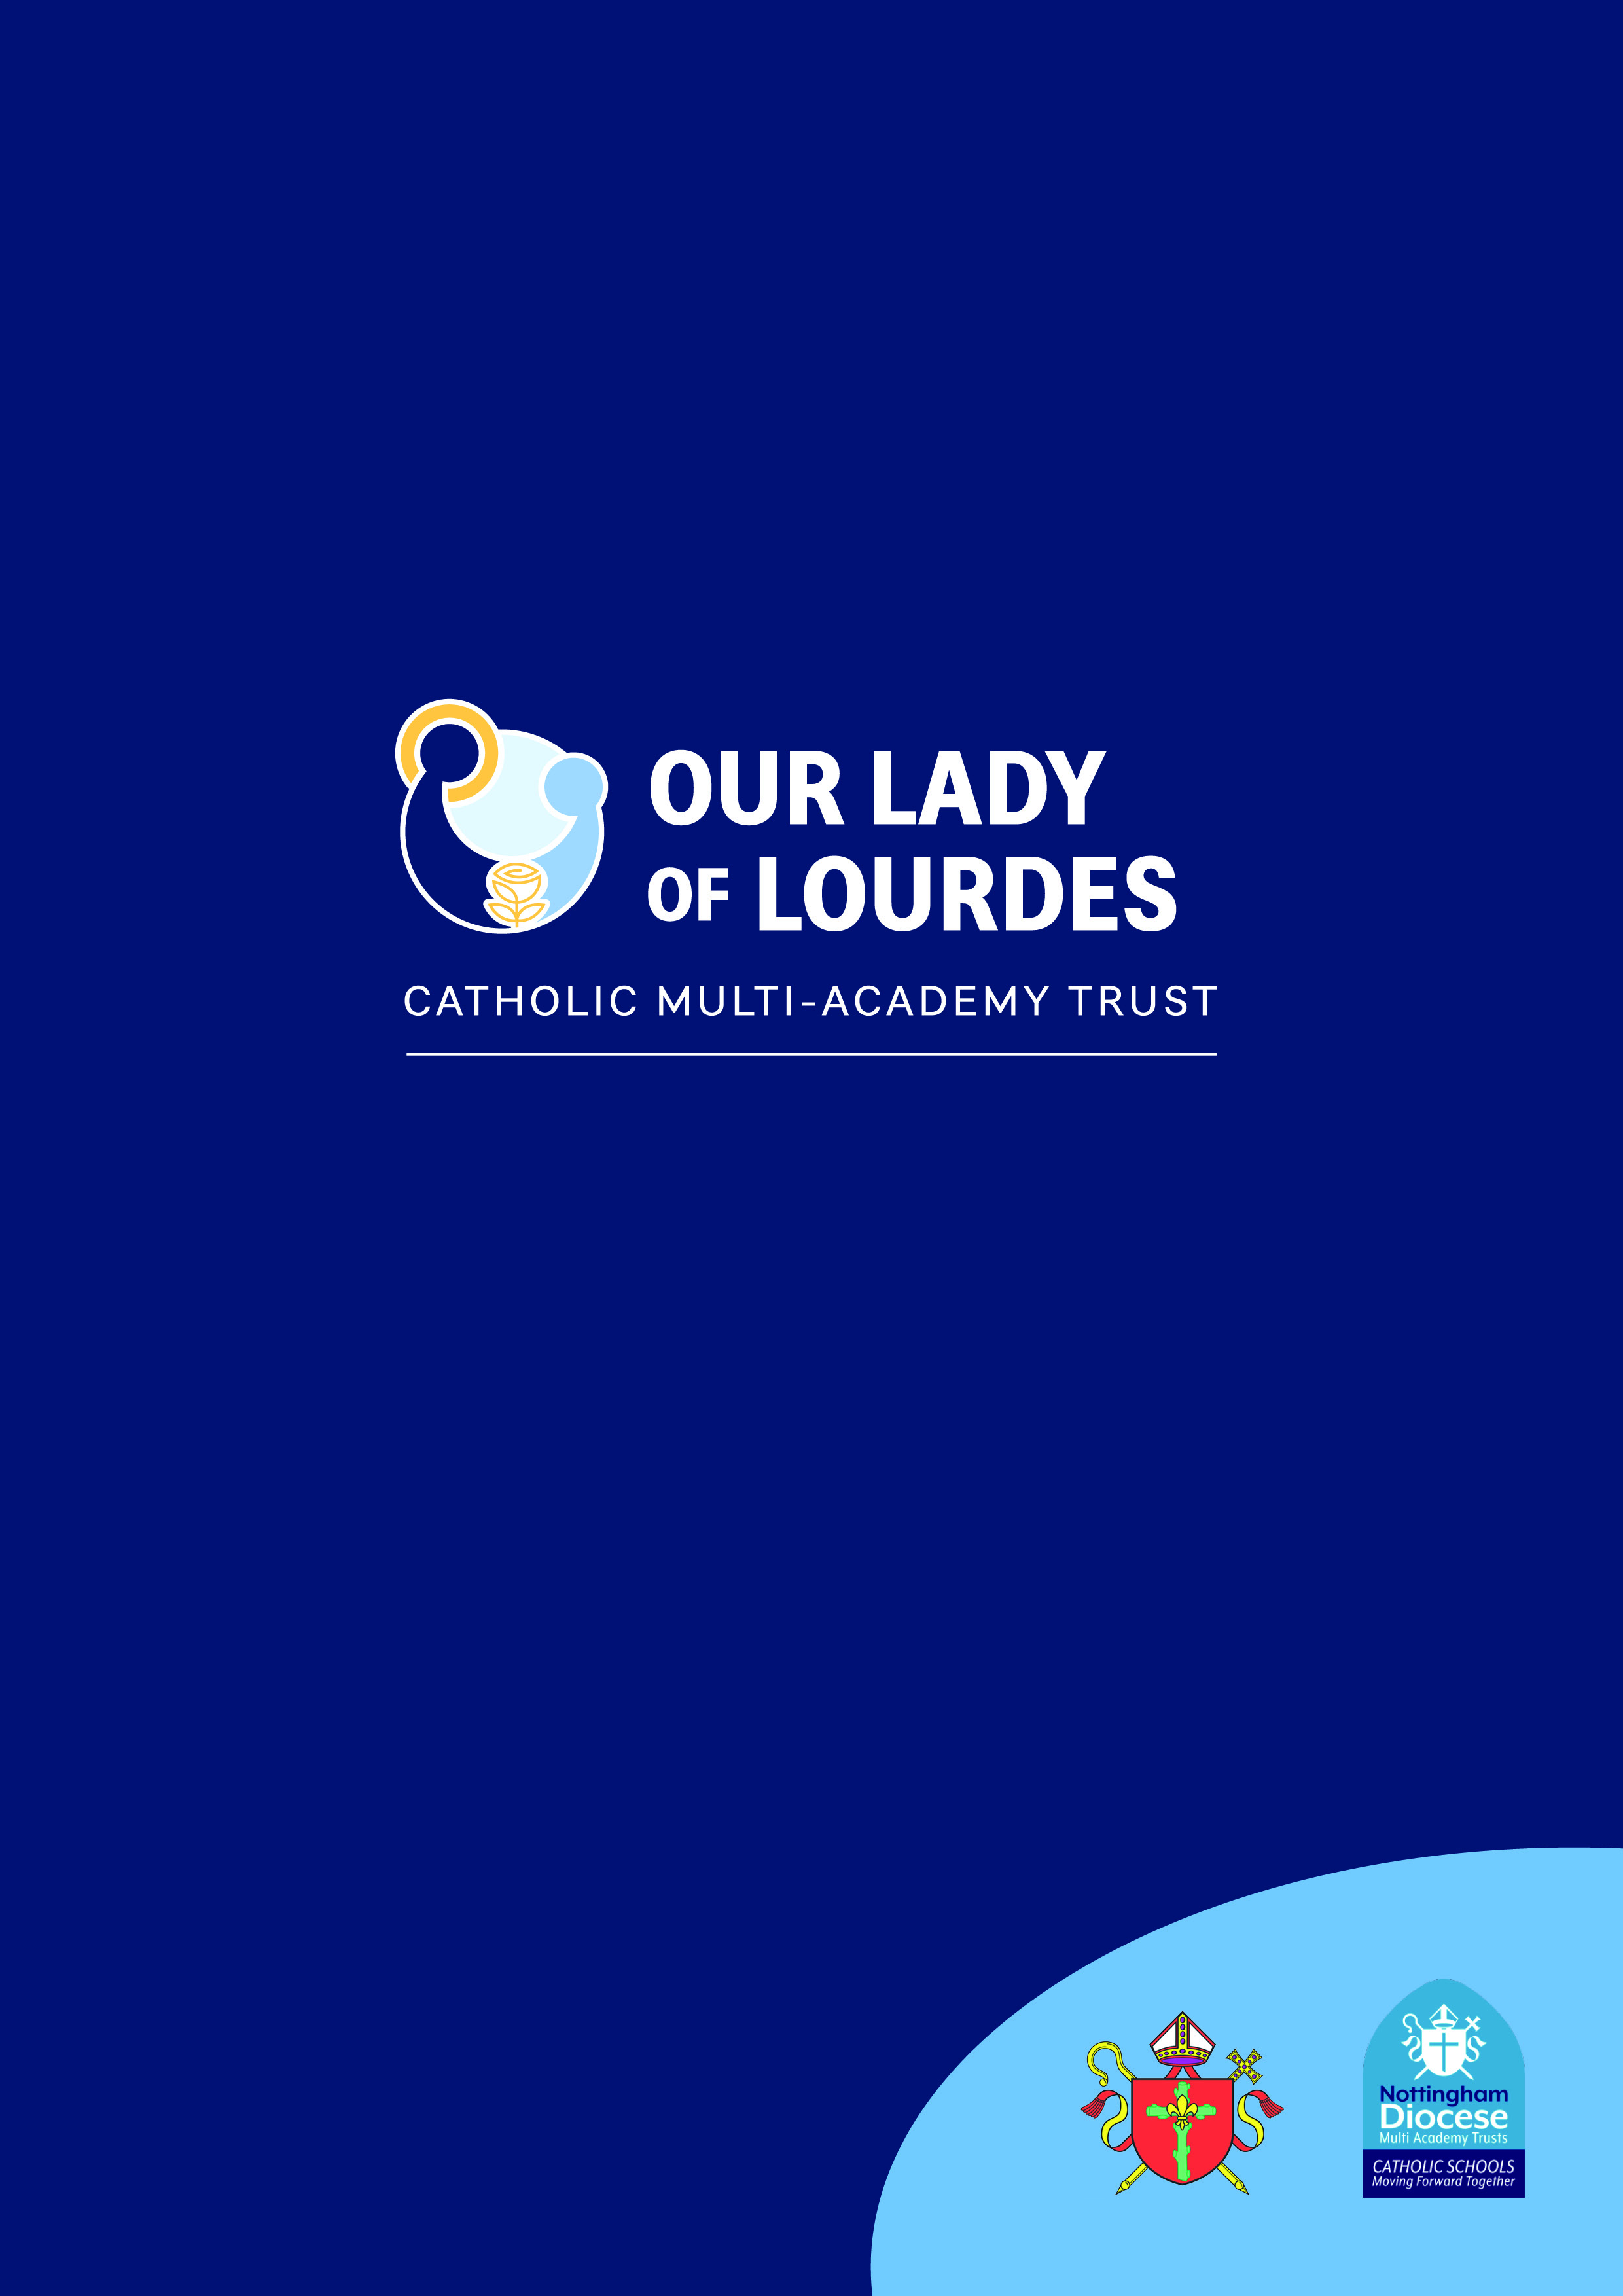 OUR LADY
OF LOURDES
CATHOLIC MULTI-ACADEMY TRUST
Nottingham
Diocese
Multi Academy Trusts
CATHOLIC SCHOOLS
Moving Forward Together